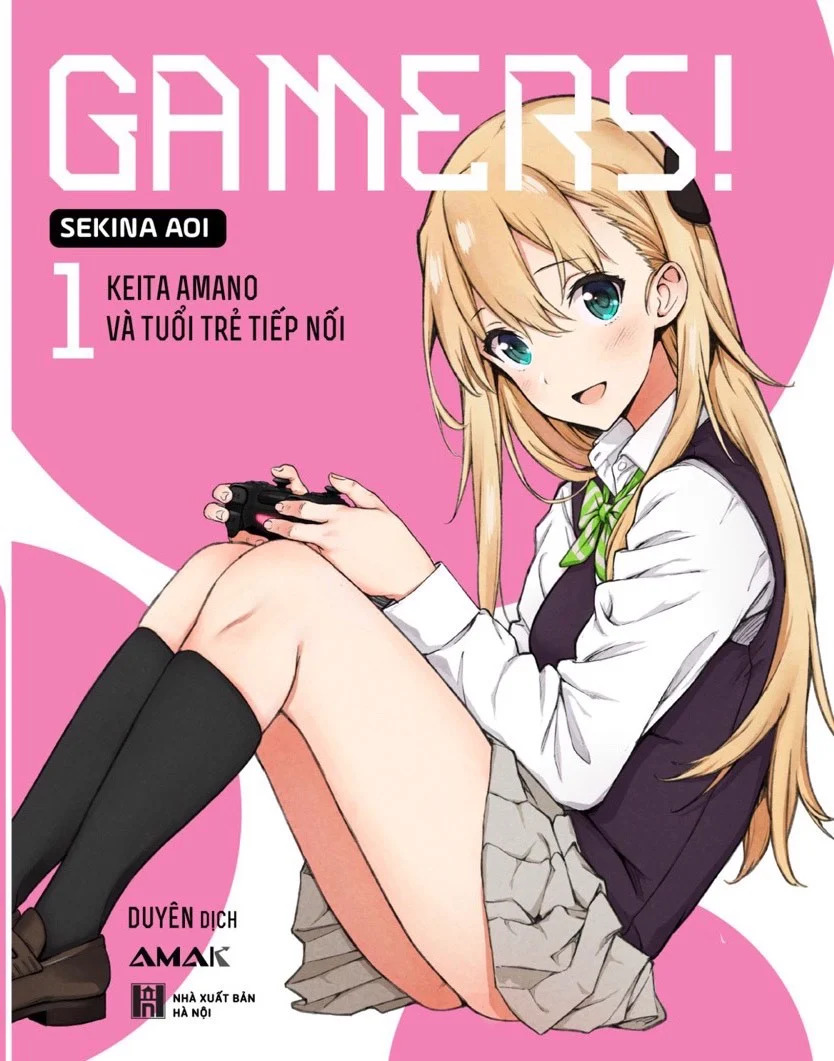 GAMERS!
SEKINA AOI
1
KEITA AMANO
VÀ TUỔI TRẺ TIẾP NỐI
DUYÊN DỊCH
AMAK
NHÀ XUẤT BẢN
HÀ NỘI